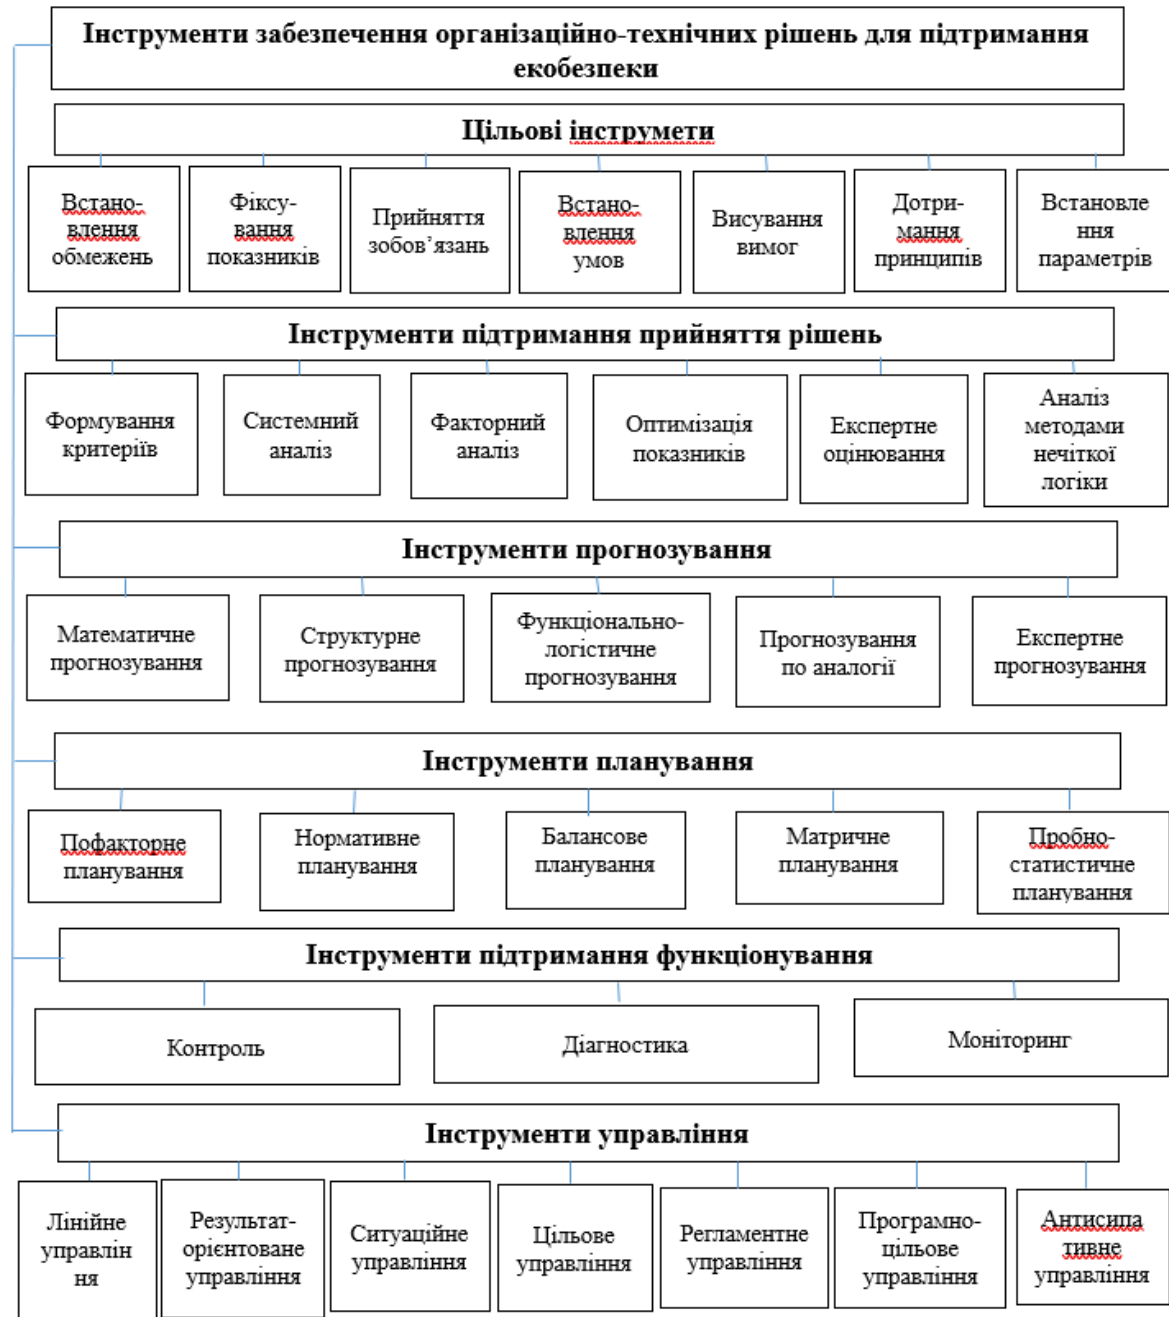 Інструменти забезпечення організаційно-технічних рішень для підтримання
екобезпеки
Цільові інструмети
Встано-
влення
обмежень
Фіксу-
вання
показників
Прийняття
зобов’язань
Встано-
влення
умов
Висування
вимог
Дотри-
мання
принципів
Встановле
ння
параметрів
Інструменти підтримання прийняття рішень
Формування
критеріїв
Системний
аналіз
Факторний
аналіз
Оптимізація
показників
Експертне
оцінювання
Аналіз
методами
нечіткої
логіки
Інструменти прогнозування
Математичне
прогнозування
Структурне
прогнозування
Функціонально-
логістичне
прогнозування
Прогнозування
по аналогії
Експертне
прогнозування
Інструменти планування
Пофакторне
планування
Нормативне
планування
Балансове
планування
Матричне
планування
Пробно-
статистичне
планування
Інструменти підтримання функціонування
Контроль
Діагностика
Моніторинг
Інструменти управління
Лінійне
управлін
ня
Результат-
орієнтоване
управління
Ситуаційне
управління
Цільове
управління
Регламентне
управління
Програмно-
цільове
управління
Антисипа
тивне
управління